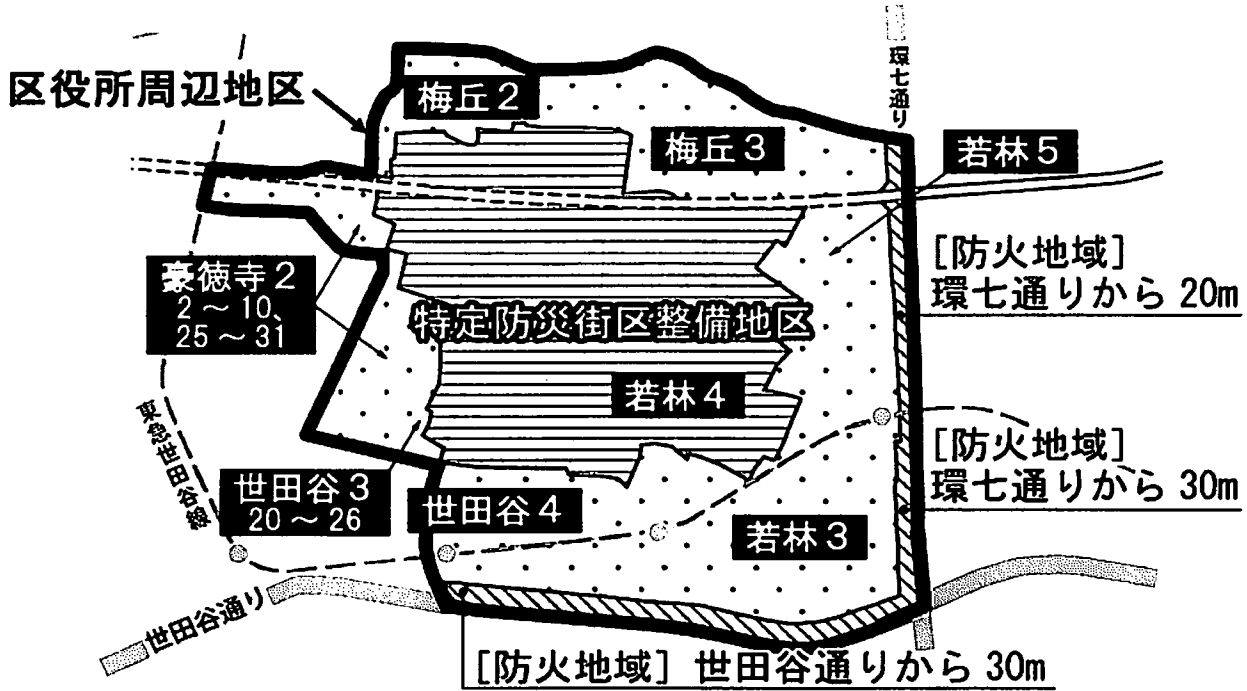 区役所周辺地区
梅丘2
環七通り
梅丘3
若林5
[防火地域]
環七通りから 20m
豪徳寺2
2～10、
25～31
特定防災街区整備地区
若林4
東急世田谷線
[防火地域]
環七通りから 30m
世田谷3
20～26
世田谷4
若林3
世田谷通り
[防火地域] 世田谷通りから 30m